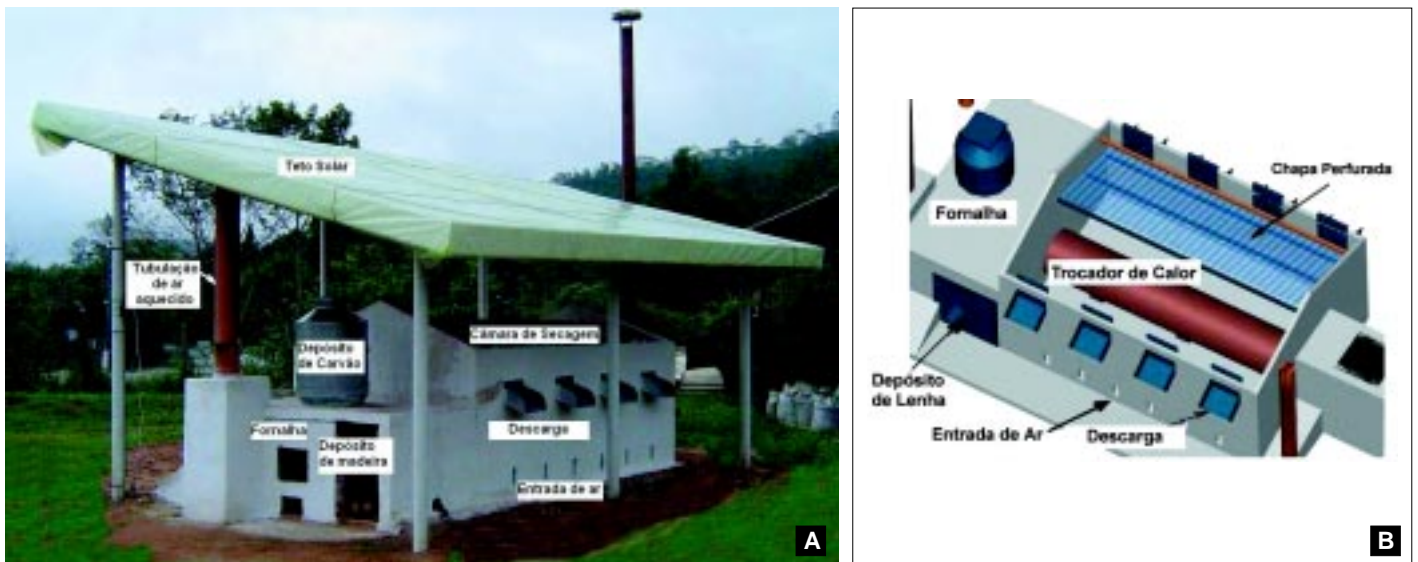 Teto Solar
Tubulação
de ar
aquecido
Depósito
de Carvão
Câmara de Secagem
Fornalha
Depósito
de madeira
Descarga
Entrada de ar
A
Chapa Perfurada
Fornalha
Trocador de Calor
Depósito
de Lenha
Entrada de Ar
Descarga
B